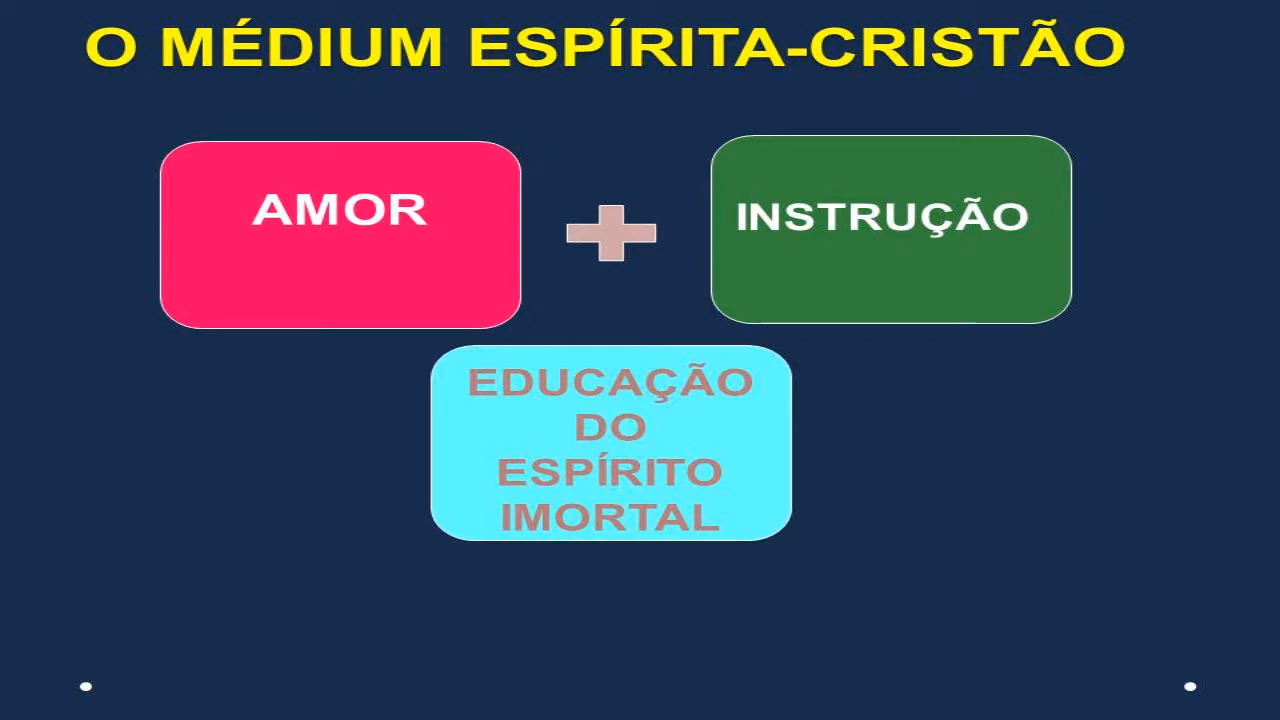 O MÉDIUM ESPÍRITA-CRISTÃO
AMOR
INSTRUÇÃO
EDUCAÇÃO
DO
ESPÍRITO
IMORTAL